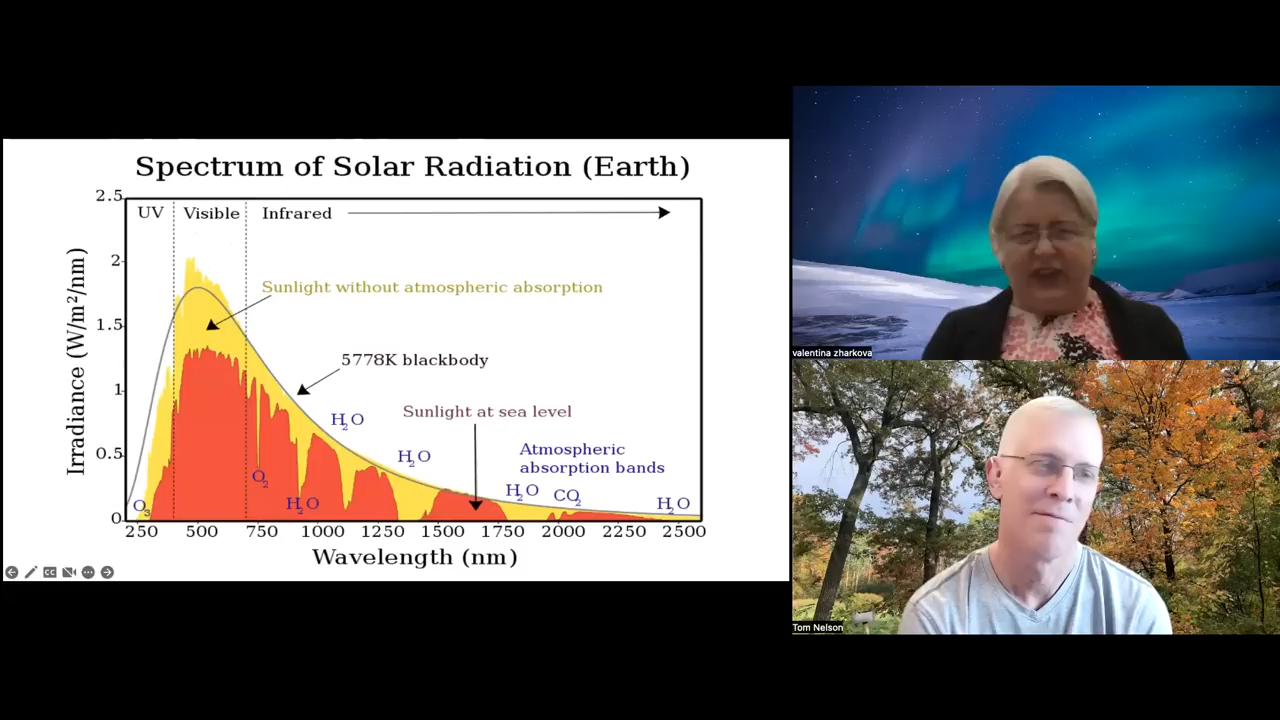 Spectrum of Solar Radiation (Earth)
UV
Visible
Infrared
Sunlight without atmospheric absorption
5778K blackbody
Sunlight at sea level
Atmospheric
absorption bands
H2O
H2O
H2O
CO2
H2O
O2
H2O
O3
Irradiance (W/m²/nm)
2.5
2
1.5
1
0.5
0
250 500 750 1000 1250 1500 1750 2000 2250 2500
Wavelength (nm)
CC
valentina zharkova
Tom Nelson